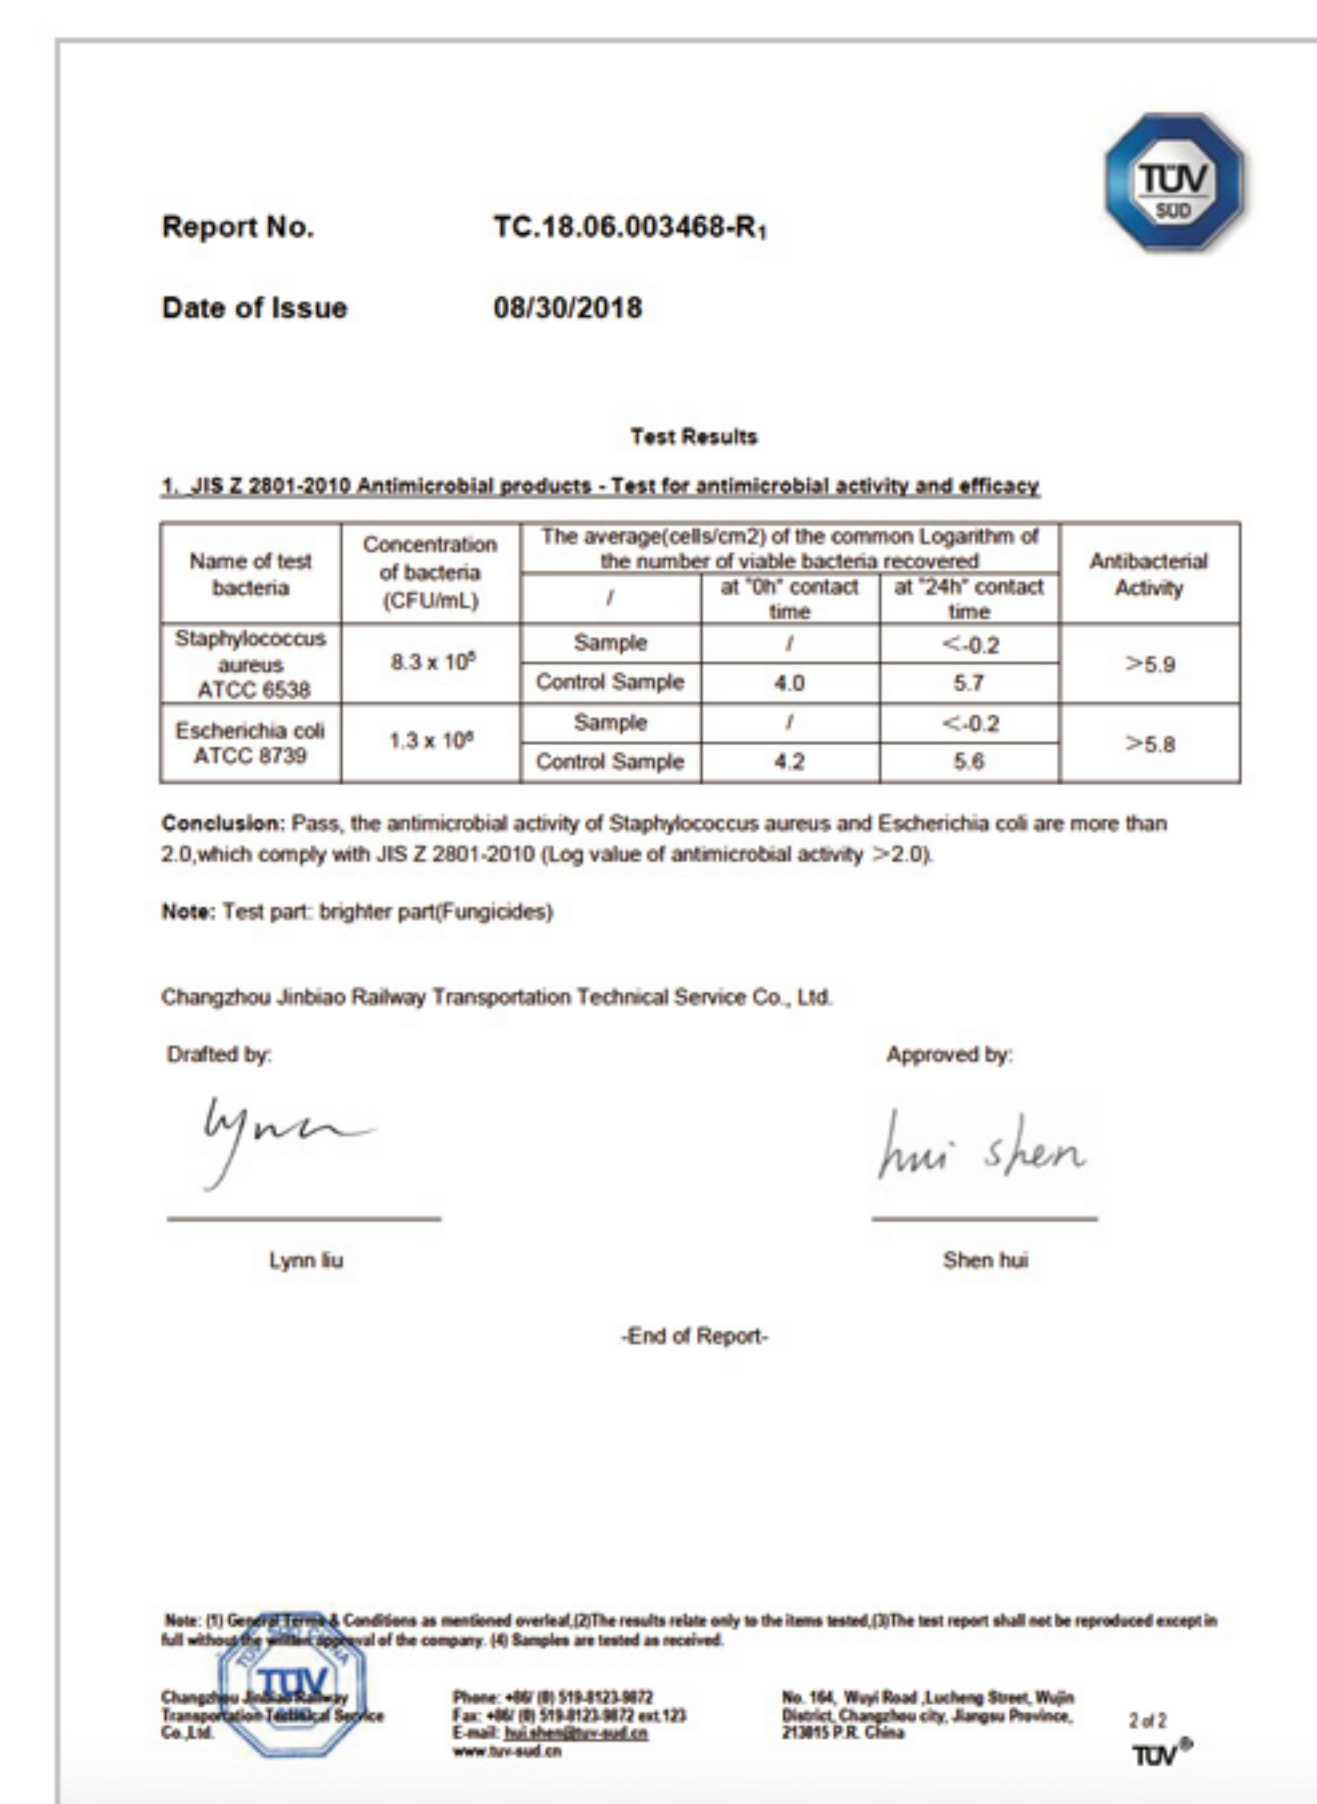 TÜV
SÜD
Report No. TC.18.06.003468-R₁
Date of Issue 08/30/2018
Test Results
1. JIS Z 2801-2010 Antimicrobial products - Test for antimicrobial activity and efficacy
Name of test
bacteria
Concentration
of bacteria
(CFU/mL)
The average(cells/cm2) of the common Logarithm of
the number of viable bacteria recovered
Antibacterial
Activity
/
at "0h" contact
time
at "24h" contact
time
Staphylococcus
aureus
ATCC 6538
8.3 x 10⁵
Sample / <-0.2
>5.9
Control Sample 4.0 5.7
Escherichia coli
ATCC 8739
1.3 x 10⁶
Sample / <-0.2
>5.8
Control Sample 4.2 5.6
Conclusion: Pass, the antimicrobial activity of Staphylococcus aureus and Escherichia coli are more than
2.0,which comply with JIS Z 2801-2010 (Log value of antimicrobial activity >2.0).
Note: Test part: brighter part(Fungicides)
Changzhou Jinbiao Railway Transportation Technical Service Co., Ltd.
Drafted by: Approved by:
lynn
hui shen
Lynn liu Shen hui
-End of Report-
Note: (1) General Terms & Conditions as mentioned overleaf,(2)The results relate only to the items tested,(3)The test report shall not be reproduced except in
full without the written approval of the company. (4) Samples are tested as received.
TÜV
Changzhou Jinbiao Railway
Transportation Technical Service
Co.,Ltd.
Phone: +86/ (0) 519-8123-9872
Fax: +86/ (0) 519-8123-9872 ext.123
E-mail: hui.shen@tuv-sud.cn
www.tuv-sud.cn
No. 164, Wuyi Road ,Lucheng Street, Wujin
District, Changzhou city, Jiangsu Province,
213015 P.R. China
2 of 2
TÜV®